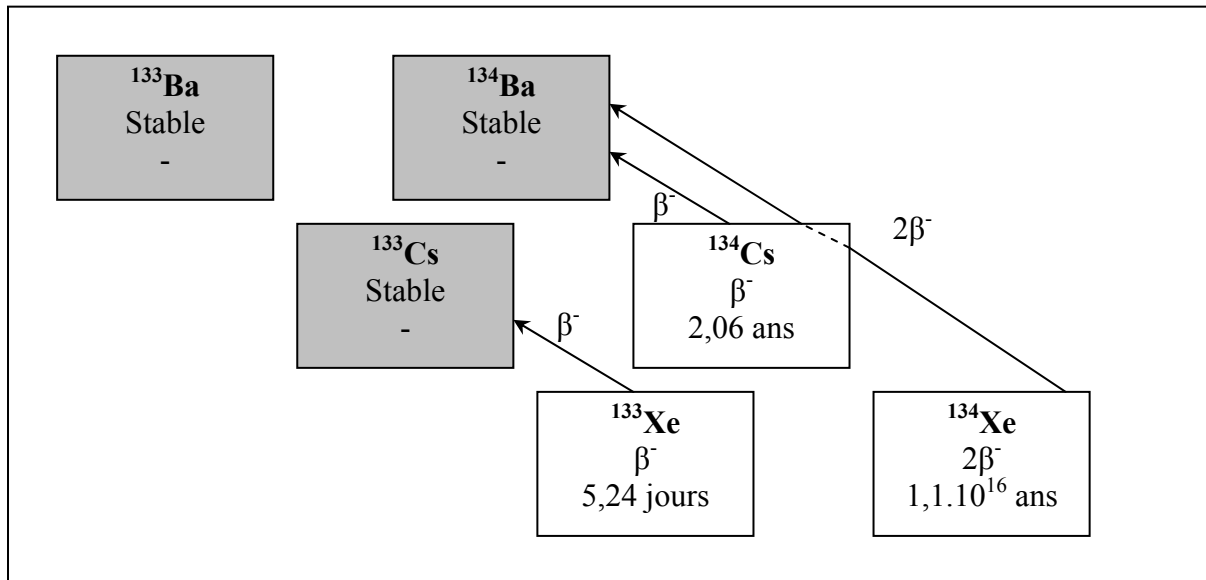 ¹³³Ba
Stable
-
¹³⁴Ba
Stable
-
β⁻
2β⁻
¹³³Cs
Stable
-
β⁻
¹³⁴Cs
β⁻
2,06 ans
¹³³Xe
β⁻
5,24 jours
¹³⁴Xe
2β⁻
1,1.10¹⁶ ans